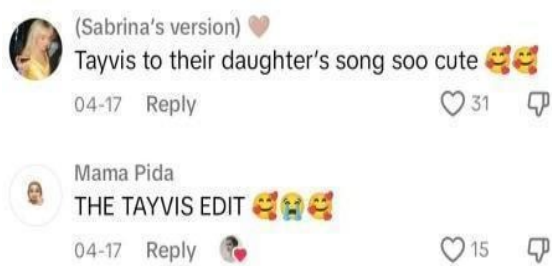 (Sabrina's version) 🤎
Tayvis to their daughter's song soo cute 🥰🥰
04-17 Reply 31
Mama Pida
THE TAYVIS EDIT 🥰😭🥰
04-17 Reply 15